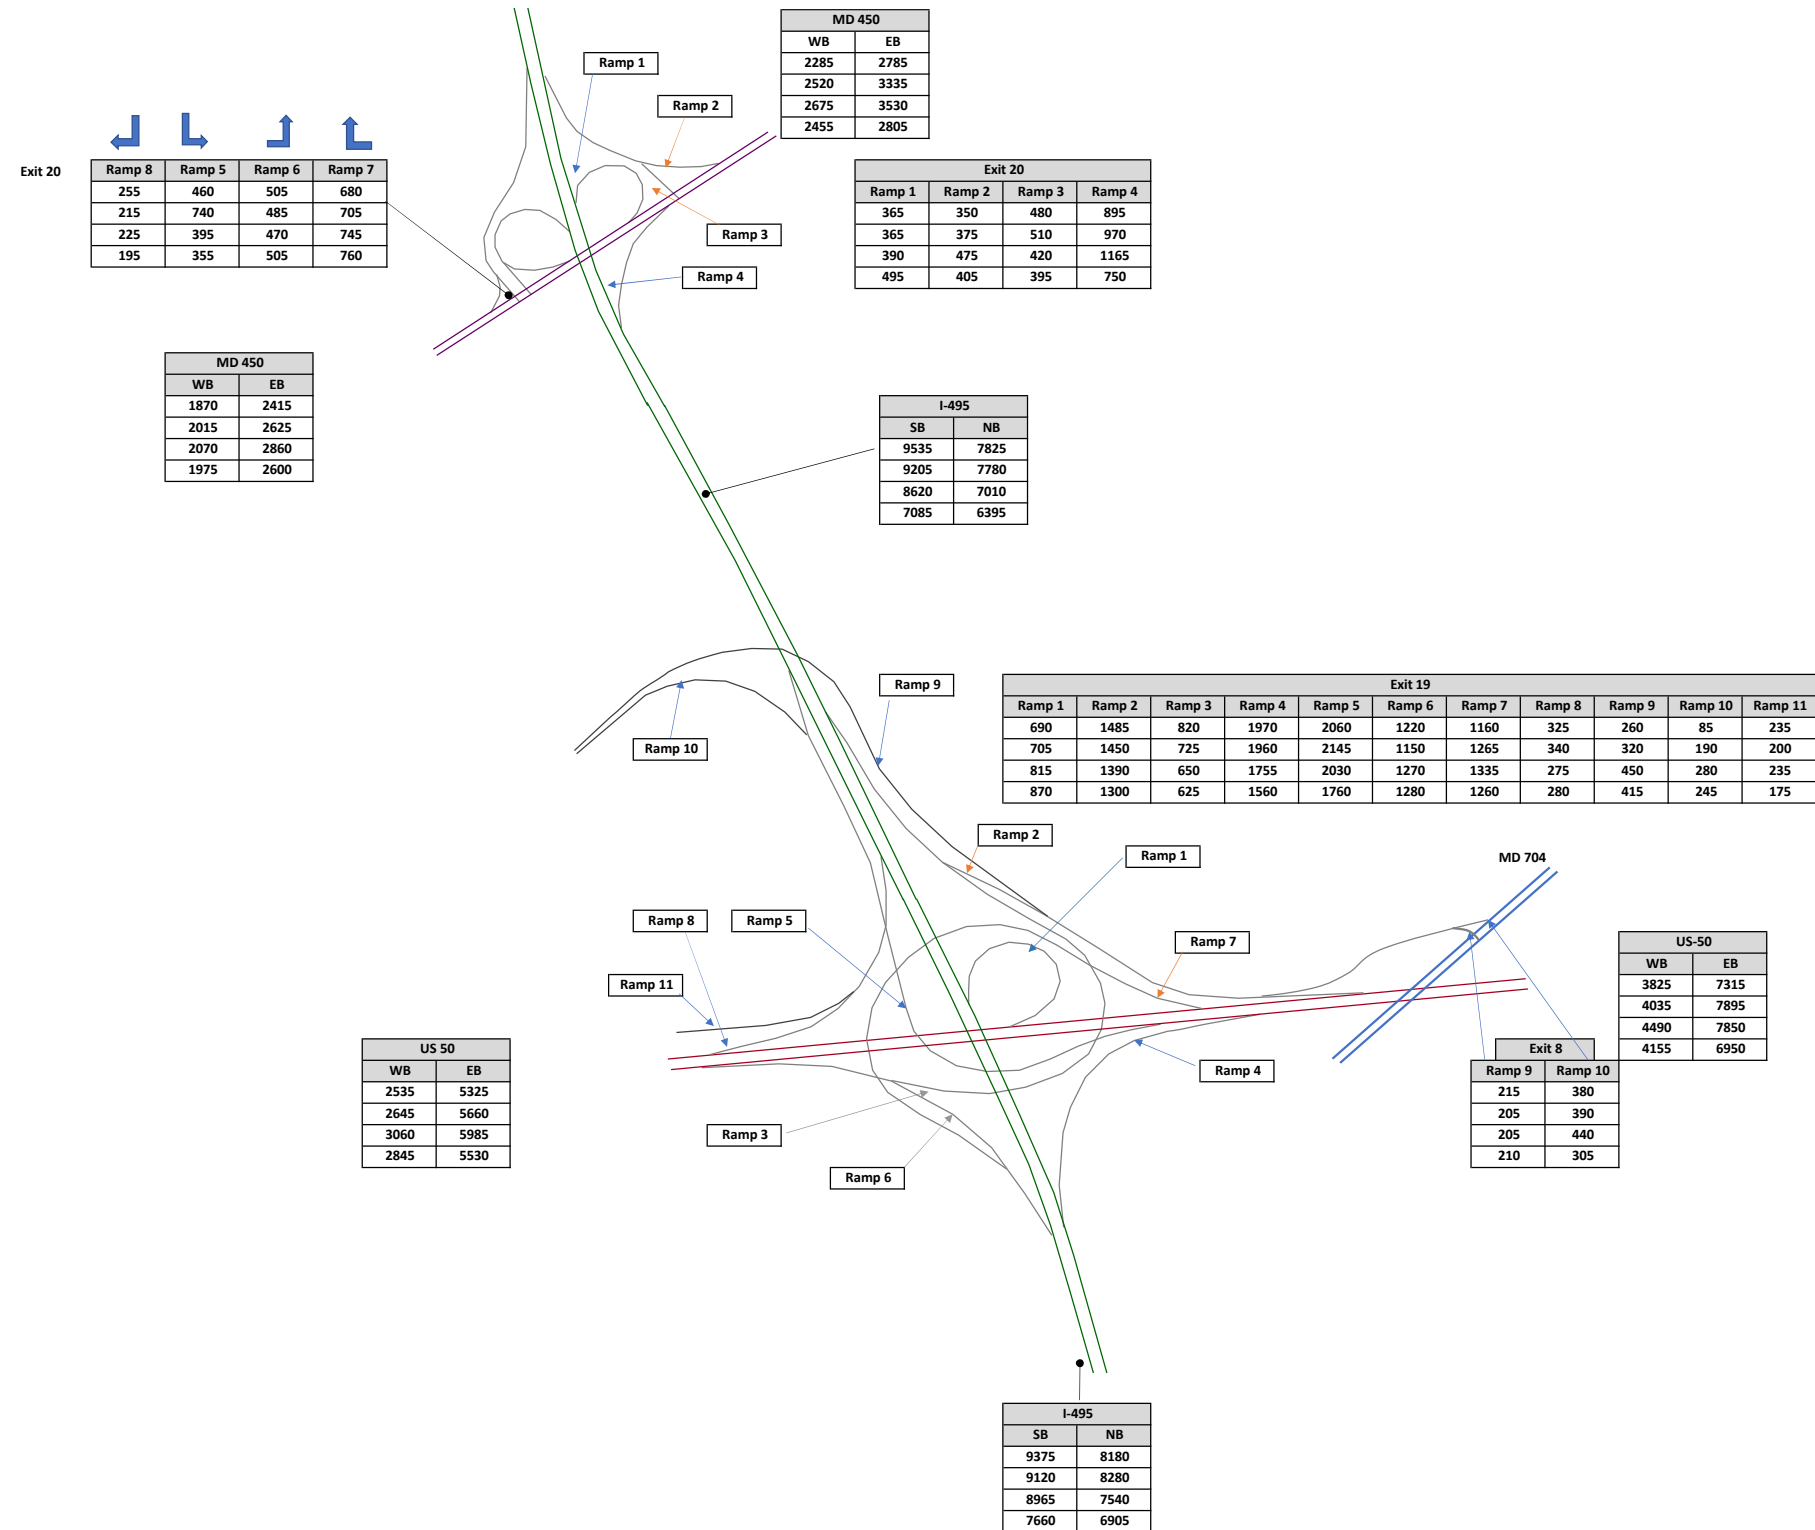 MD 450
WB EB
2285 2785
2520 3335
2675 3530
2455 2805
Ramp 1
Ramp 2
Exit 20
Ramp 8 Ramp 5 Ramp 6 Ramp 7
255 460 505 680
215 740 485 705
225 395 470 745
195 355 505 760
Exit 20
Ramp 1 Ramp 2 Ramp 3 Ramp 4
365 350 480 895
365 375 510 970
390 475 420 1165
495 405 395 750
Ramp 3
Ramp 4
MD 450
WB EB
1870 2415
2015 2625
2070 2860
1975 2600
I-495
SB NB
9535 7825
9205 7780
8620 7010
7085 6395
Ramp 9
Ramp 10
Exit 19
Ramp 1 Ramp 2 Ramp 3 Ramp 4 Ramp 5 Ramp 6 Ramp 7 Ramp 8 Ramp 9 Ramp 10 Ramp 11
690 1485 820 1970 2060 1220 1160 325 260 85 235
705 1450 725 1960 2145 1150 1265 340 320 190 200
815 1390 650 1755 2030 1270 1335 275 450 280 235
870 1300 625 1560 1760 1280 1260 280 415 245 175
Ramp 2
Ramp 1
MD 704
Ramp 8
Ramp 5
Ramp 7
Ramp 11
US-50
WB EB
3825 7315
4035 7895
4490 7850
4155 6950
US 50
WB EB
2535 5325
2645 5660
3060 5985
2845 5530
Exit 8
Ramp 9 Ramp 10
215 380
205 390
205 440
210 305
Ramp 4
Ramp 3
Ramp 6
I-495
SB NB
9375 8180
9120 8280
8965 7540
7660 6905